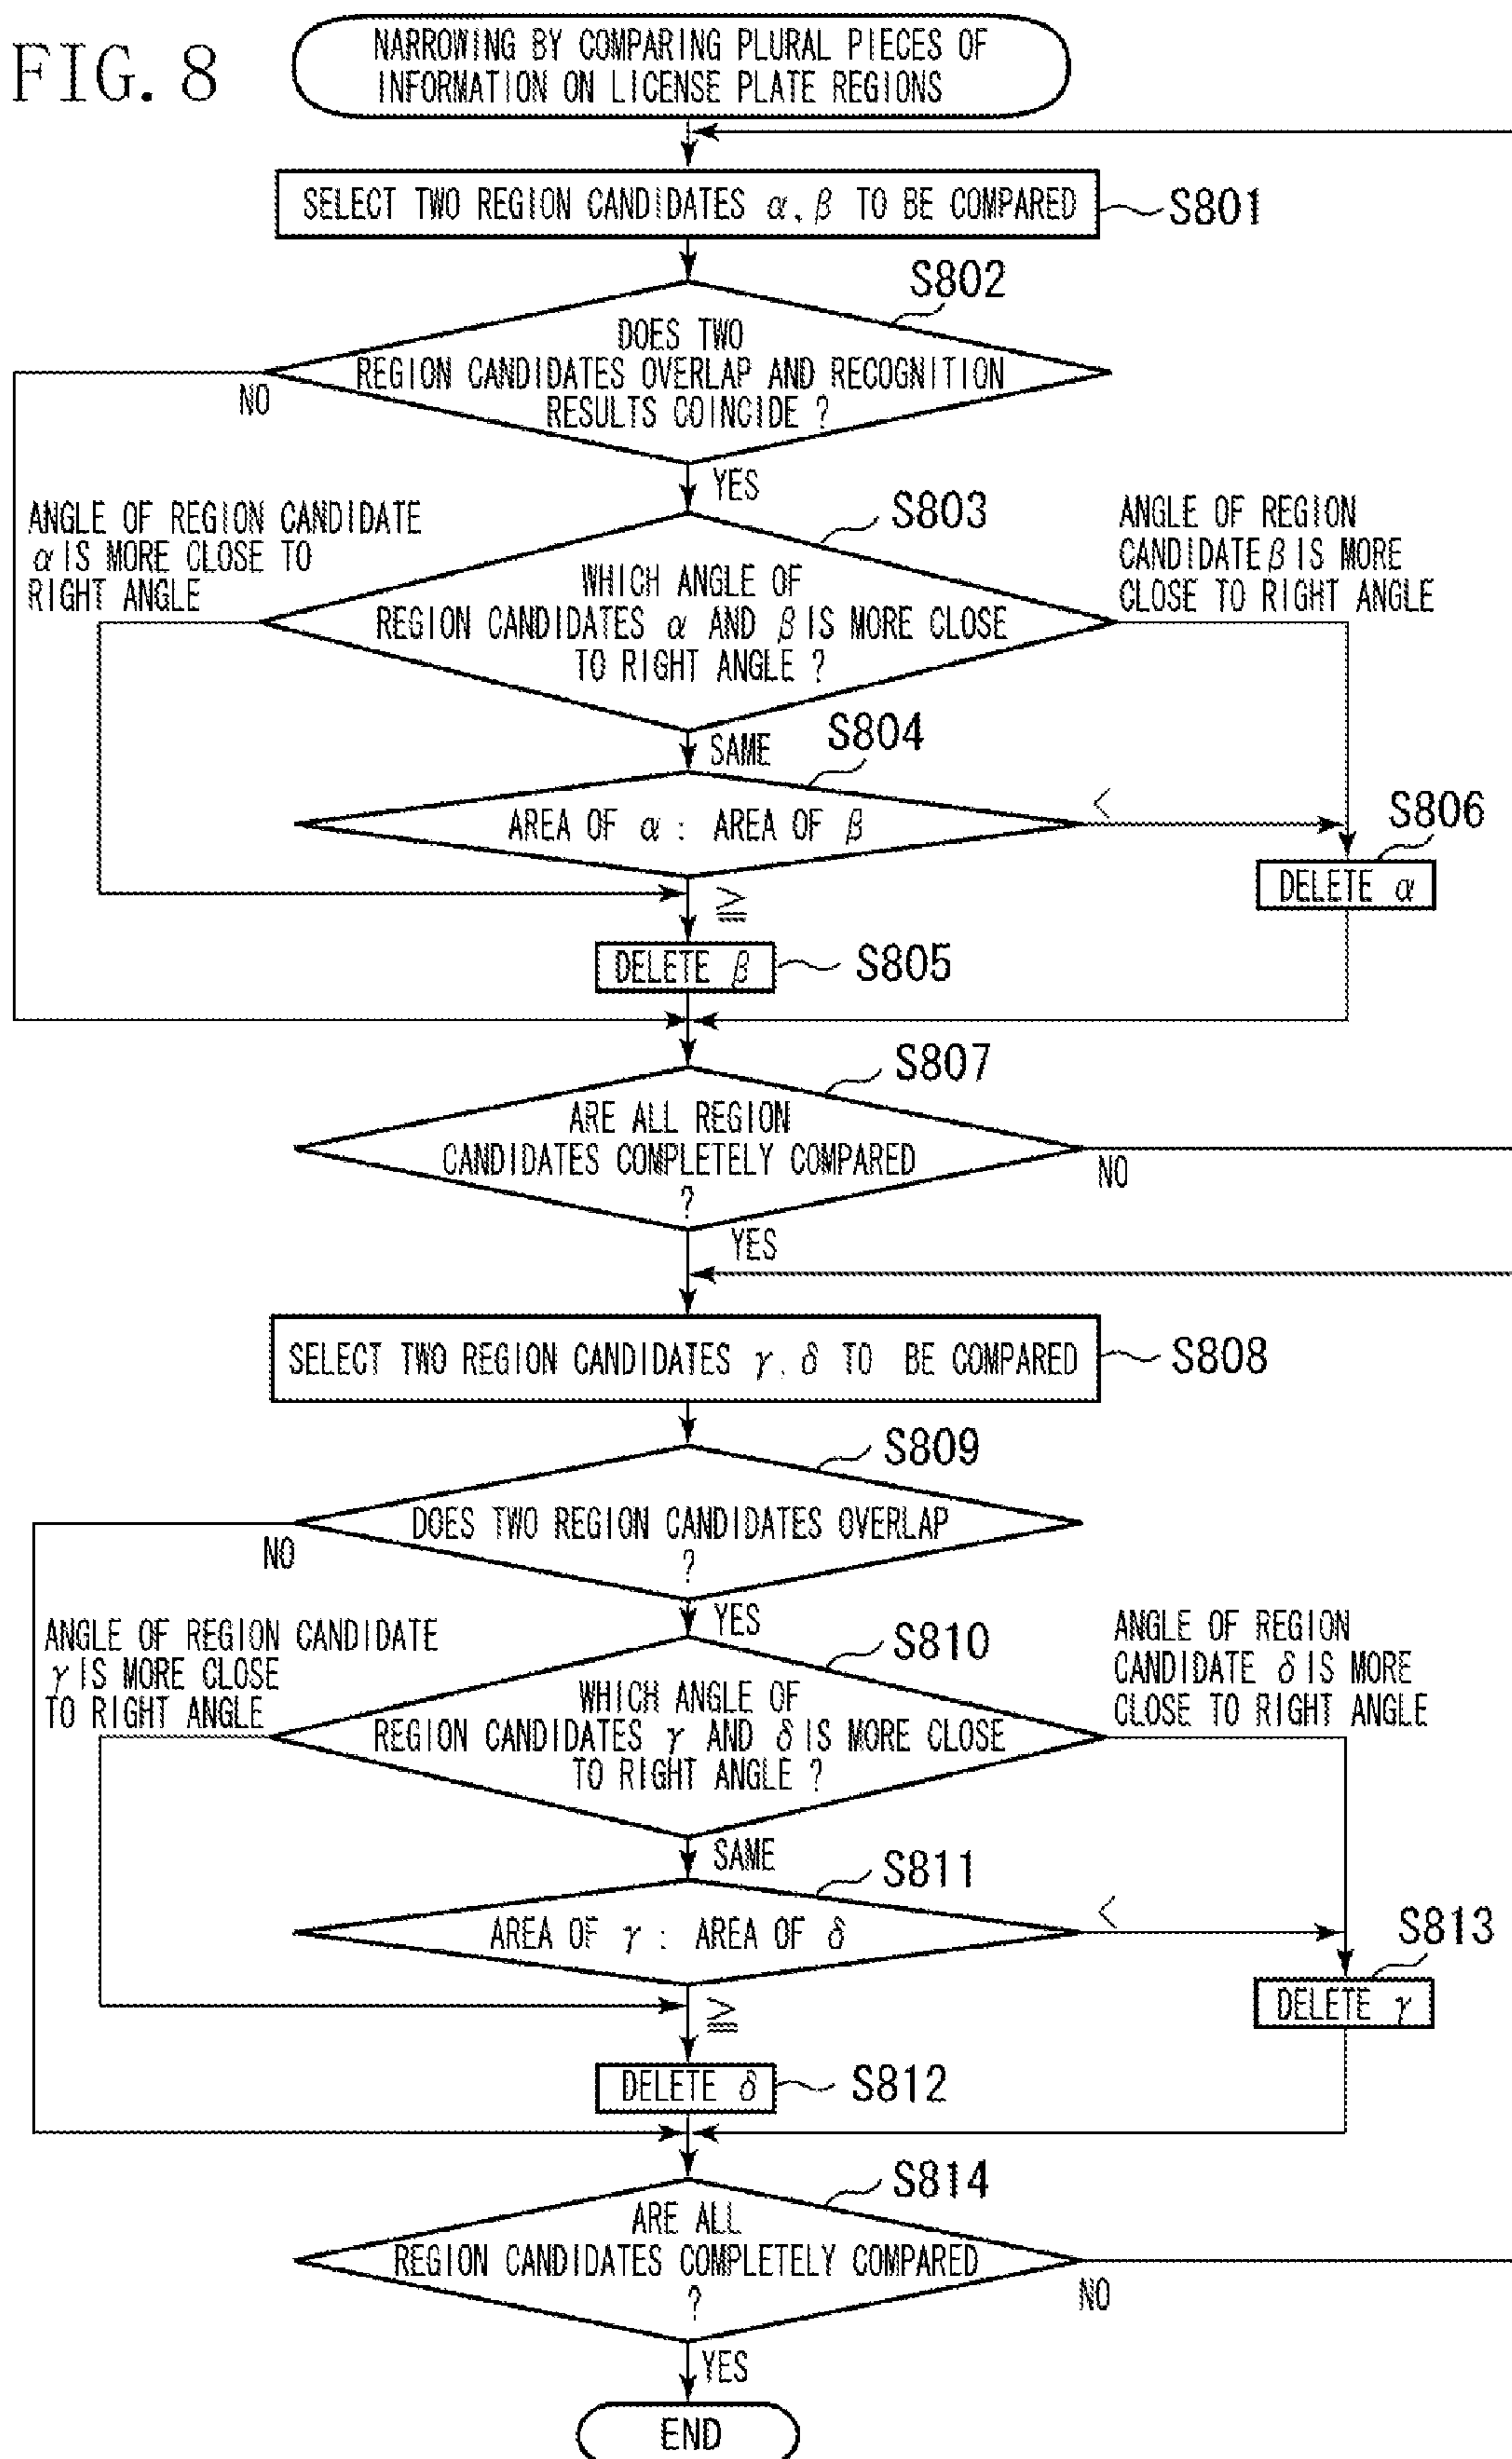 FIG. 8
NARROWING BY COMPARING PLURAL PIECES OF
INFORMATION ON LICENSE PLATE REGIONS
SELECT TWO REGION CANDIDATES α, β TO BE COMPARED
S801
S802
DOES TWO
REGION CANDIDATES OVERLAP AND RECOGNITION
RESULTS COINCIDE ?
NO
YES
ANGLE OF REGION CANDIDATE
α IS MORE CLOSE TO
RIGHT ANGLE
S803
WHICH ANGLE OF
REGION CANDIDATES α AND β IS MORE CLOSE
TO RIGHT ANGLE ?
ANGLE OF REGION
CANDIDATE β IS MORE
CLOSE TO RIGHT ANGLE
SAME
S804
AREA OF α : AREA OF β
<
S806
DELETE α
≧
DELETE β
S805
S807
ARE ALL REGION
CANDIDATES COMPLETELY COMPARED
?
NO
YES
SELECT TWO REGION CANDIDATES γ, δ TO BE COMPARED
S808
S809
DOES TWO REGION CANDIDATES OVERLAP
?
NO
YES
ANGLE OF REGION CANDIDATE
γ IS MORE CLOSE
TO RIGHT ANGLE
S810
WHICH ANGLE OF
REGION CANDIDATES γ AND δ IS MORE CLOSE
TO RIGHT ANGLE ?
ANGLE OF REGION
CANDIDATE δ IS MORE
CLOSE TO RIGHT ANGLE
SAME
S811
AREA OF γ : AREA OF δ
<
S813
DELETE γ
≧
DELETE δ
S812
S814
ARE ALL
REGION CANDIDATES COMPLETELY COMPARED
?
NO
YES
END